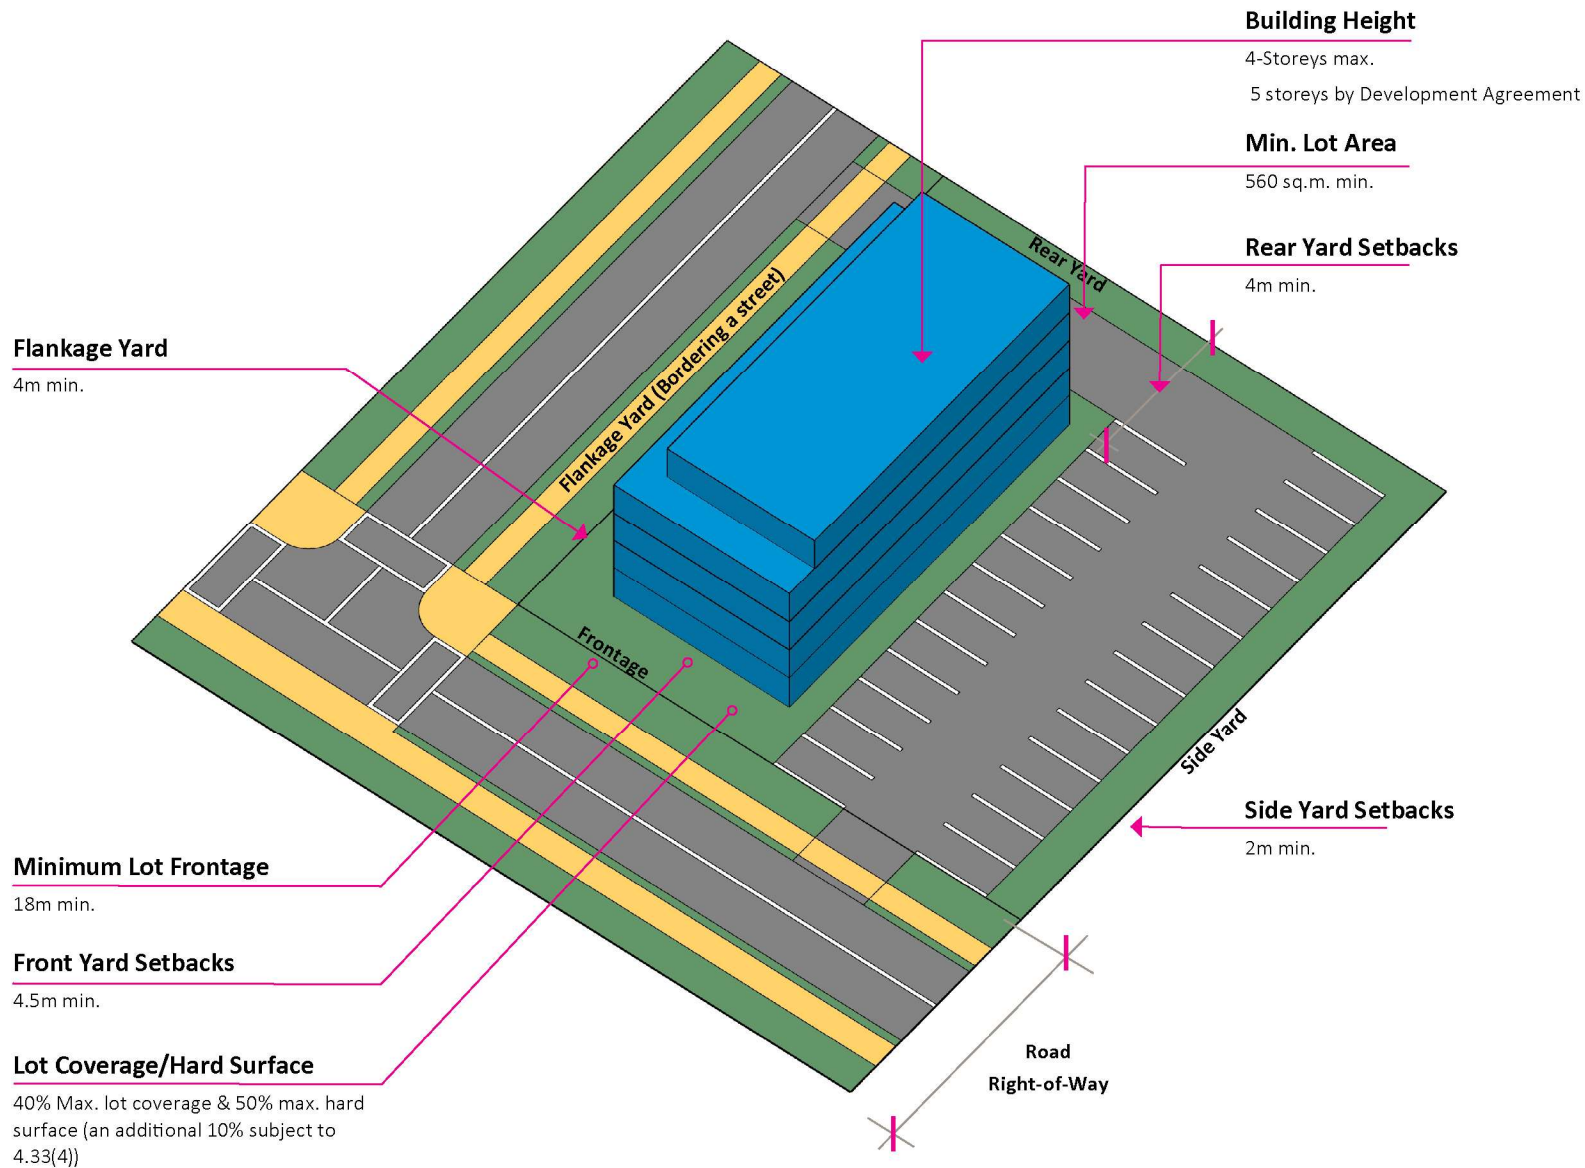 Building Height
4-Storeys max.
5 storeys by Development Agreement
Min. Lot Area
560 sq.m. min.
Rear Yard Setbacks
4m min.
Rear Yard
Flankage Yard (Bordering a street)
Flankage Yard
4m min.
Frontage
Side Yard
Side Yard Setbacks
2m min.
Minimum Lot Frontage
18m min.
Front Yard Setbacks
4.5m min.
Lot Coverage/Hard Surface
40% Max. lot coverage & 50% max. hard
surface (an additional 10% subject to
4.33(4))
Road
Right-of-Way